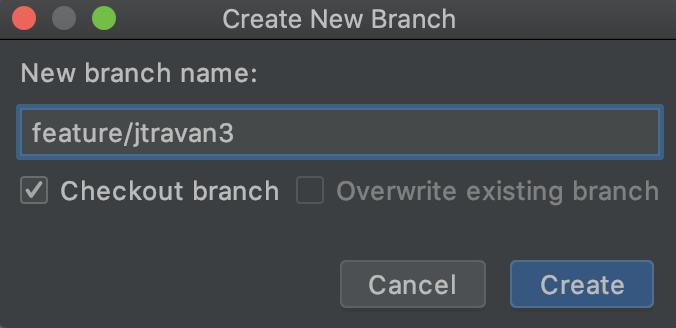 Create New Branch
New branch name:
feature/jtravan3
Checkout branch Overwrite existing branch
Cancel Create